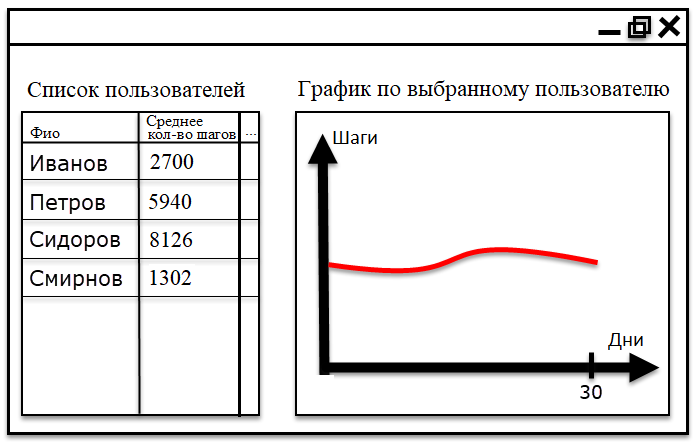 Список пользователей
Фио
Среднее
кол-во шагов
...
Иванов 2700
Петров 5940
Сидоров 8126
Смирнов 1302
График по выбранному пользователю
Шаги
Дни
30